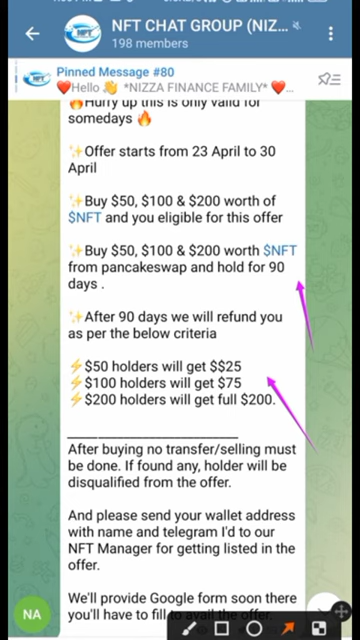 NFT CHAT GROUP (NIZ...
198 members
Pinned Message #80
❤️Hello 👋 *NIZZA FINANCE FAMILY* ❤️...
🔥Hurry up this is only valid for
somedays 🔥
✨Offer starts from 23 April to 30
April
✨Buy $50, $100 & $200 worth of
$NFT and you eligible for this offer
✨Buy $50, $100 & $200 worth $NFT
from pancakeswap and hold for 90
days .
✨After 90 days we will refund you
as per the below criteria
⚡$50 holders will get $$25
⚡$100 holders will get $75
⚡$200 holders will get full $200.
After buying no transfer/selling must
be done. If found any, holder will be
disqualified from the offer.
And please send your wallet address
with name and telegram I'd to our
NFT Manager for getting listed in the
offer.
We'll provide Google form soon there
you'll have to fill to avail the offer.
NA